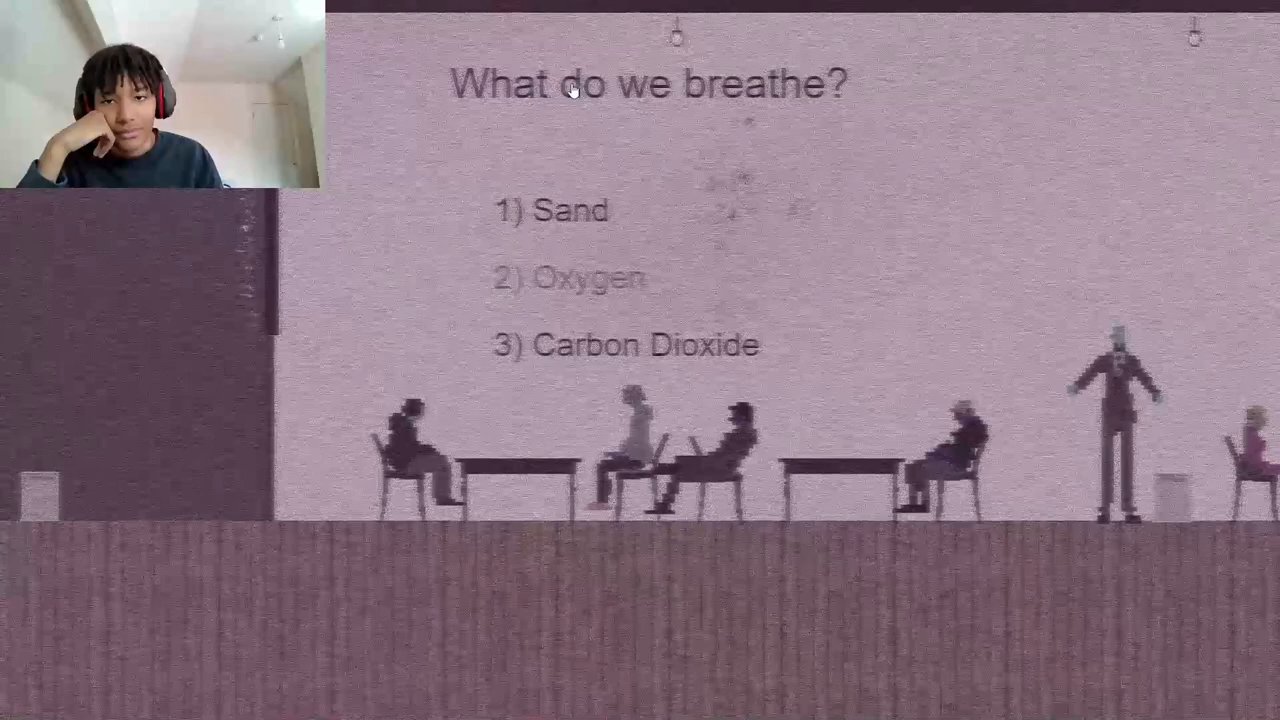 What do we breathe?
1) Sand
2) Oxygen
3) Carbon Dioxide